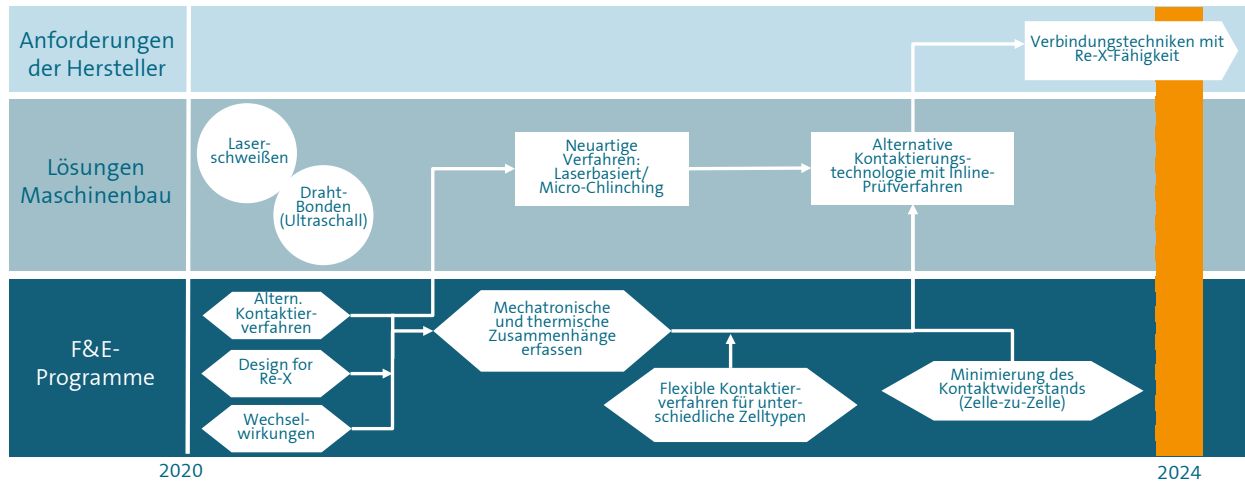 Anforderungen
der Hersteller
Verbindungstechniken mit
Re-X-Fähigkeit
Lösungen
Maschinenbau
Laser-
schweißen
Draht-
Bonden
(Ultraschall)
Neuartige
Verfahren:
Laserbasiert/
Micro-Chlinching
Alternative
Kontaktierungs-
technologie mit Inline-
Prüfverfahren
F&E-
Programme
Altern.
Kontaktier-
verfahren
Design for
Re-X
Wechsel-
wirkungen
Mechatronische
und thermische
Zusammenhänge
erfassen
Flexible Kontaktier-
verfahren für unter-
schiedliche Zelltypen
Minimierung des
Kontaktwiderstands
(Zelle-zu-Zelle)
2020
2024